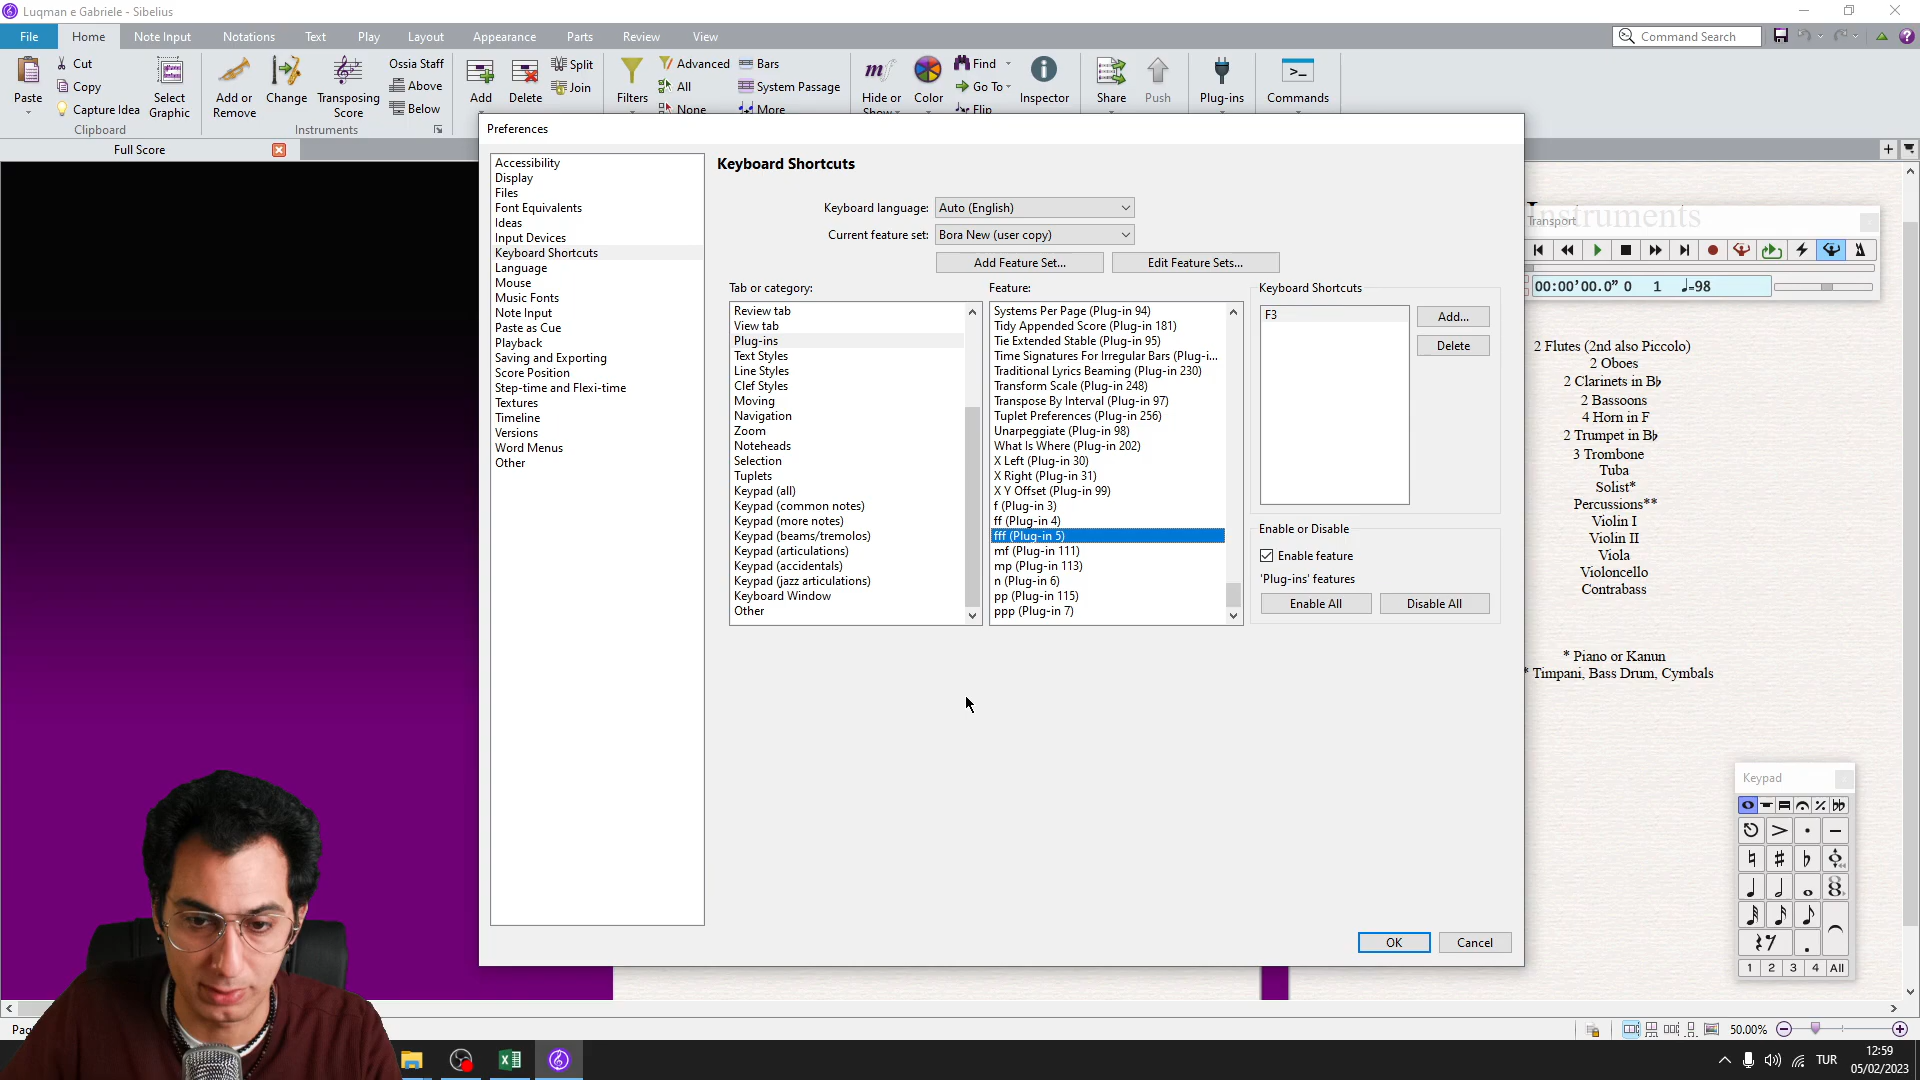 Luqman e Gabriele - Sibelius
File
Home
Note Input
Notations
Text
Play
Layout
Appearance
Parts
Review
View
Command Search
Paste
Cut
Copy
Capture Idea
Clipboard
Select
Graphic
Add or
Remove
Change
Transposing
Score
Instruments
Ossia Staff
Above
Below
Add
Delete
Split
Join
Filters
Advanced
All
None
Bars
System Passage
More
Hide or
Show
Color
Find
Go To
Flip
Inspector
Share
Push
Plug-ins
Commands
Full Score
Preferences
Accessibility
Display
Files
Font Equivalents
Ideas
Input Devices
Keyboard Shortcuts
Language
Mouse
Music Fonts
Note Input
Paste as Cue
Playback
Saving and Exporting
Score Position
Step-time and Flexi-time
Textures
Timeline
Versions
Word Menus
Other
Keyboard Shortcuts
Keyboard language: Auto (English)
Current feature set: Bora New (user copy)
Add Feature Set...
Edit Feature Sets...
Tab or category:
Review tab
View tab
Plug-ins
Text Styles
Line Styles
Clef Styles
Moving
Navigation
Zoom
Noteheads
Selection
Tuplets
Keypad (all)
Keypad (common notes)
Keypad (more notes)
Keypad (beams/tremolos)
Keypad (articulations)
Keypad (accidentals)
Keypad (jazz articulations)
Keyboard Window
Other
Feature:
Systems Per Page (Plug-in 94)
Tidy Appended Score (Plug-in 181)
Tie Extended Stable (Plug-in 95)
Time Signatures For Irregular Bars (Plug-i...
Traditional Lyrics Beaming (Plug-in 230)
Transform Scale (Plug-in 248)
Transpose By Interval (Plug-in 97)
Tuplet Preferences (Plug-in 256)
Unarpeggiate (Plug-in 98)
What Is Where (Plug-in 202)
X Left (Plug-in 30)
X Right (Plug-in 31)
X Y Offset (Plug-in 99)
f (Plug-in 3)
ff (Plug-in 4)
fff (Plug-in 5)
mf (Plug-in 111)
mp (Plug-in 113)
n (Plug-in 6)
pp (Plug-in 115)
ppp (Plug-in 7)
Keyboard Shortcuts
F3
Add...
Delete
Enable or Disable
Enable feature
'Plug-ins' features
Enable All
Disable All
OK
Cancel
Instruments
Transport
00:00'00.0" 0 1 ♩=98
2 Flutes (2nd also Piccolo)
2 Oboes
2 Clarinets in B♭
2 Bassoons
4 Horn in F
2 Trumpet in B♭
3 Trombone
Tuba
Solist*
Percussions**
Violin I
Violin II
Viola
Violoncello
Contrabass
* Piano or Kanun
* Timpani, Bass Drum, Cymbals
Keypad
1 2 3 4 All
50.00%
TUR
12:59
05/02/2023